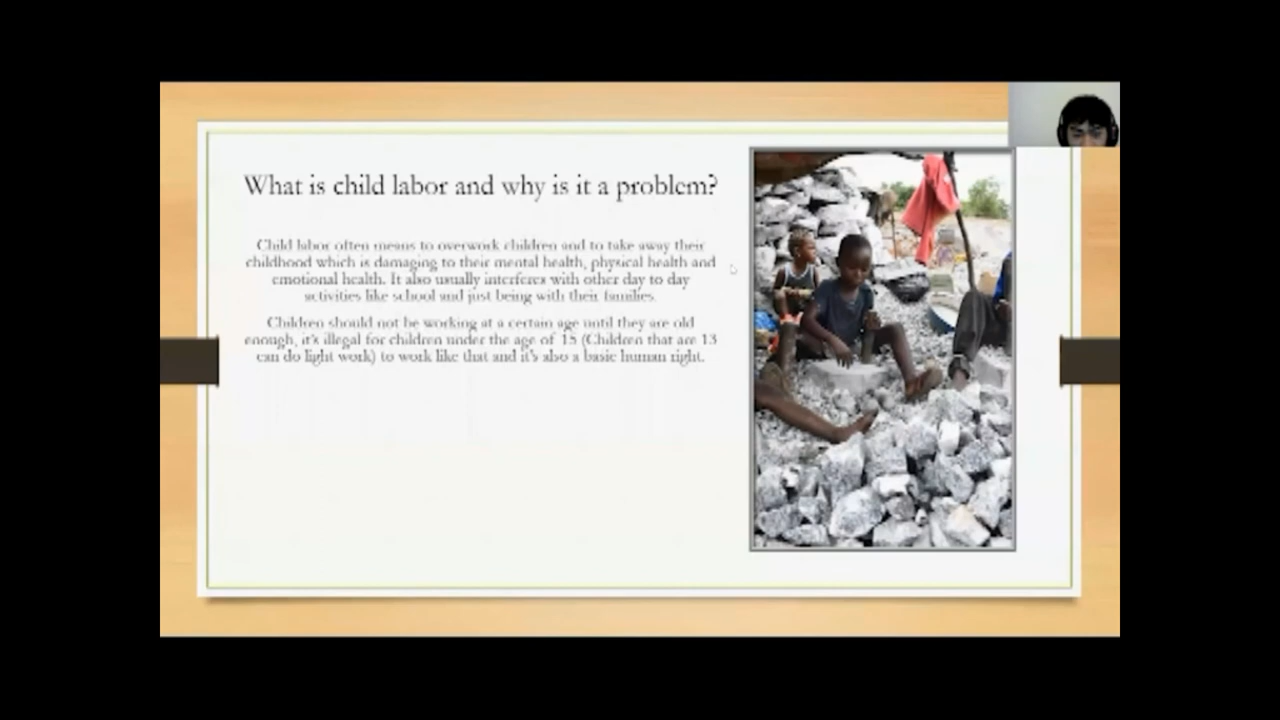 What is child labor and why is it a problem?
Child labor often means to overwork children and to take away their
childhood which is damaging to their mental health, physical health and
emotional health. It also usually interferes with other day to day
activities like school and just being with their families.
Children should not be working at a certain age until they are old
enough, it's illegal for children under the age of 15 (Children that are 13
can do light work) to work like that and it's also a basic human right.